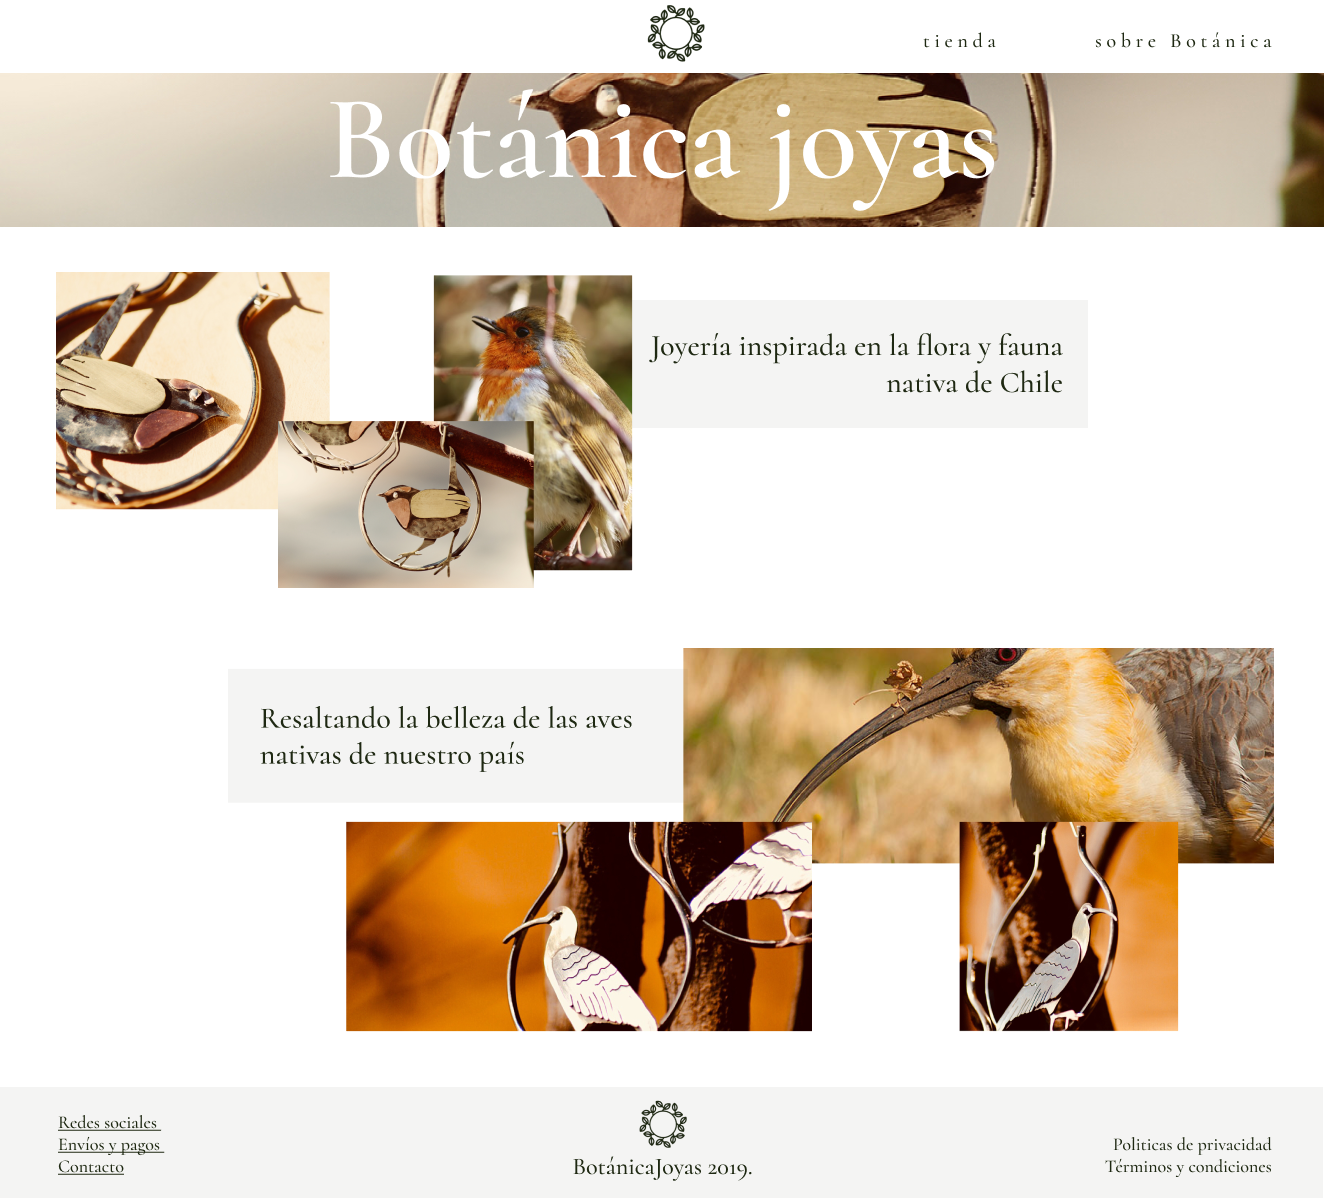 tienda
sobre Botánica
Botánica joyas
Joyería inspirada en la flora y fauna
nativa de Chile
Resaltando la belleza de las aves
nativas de nuestro país
Redes sociales
Envíos y pagos
Contacto
BotánicaJoyas 2019.
Politicas de privacidad
Términos y condiciones